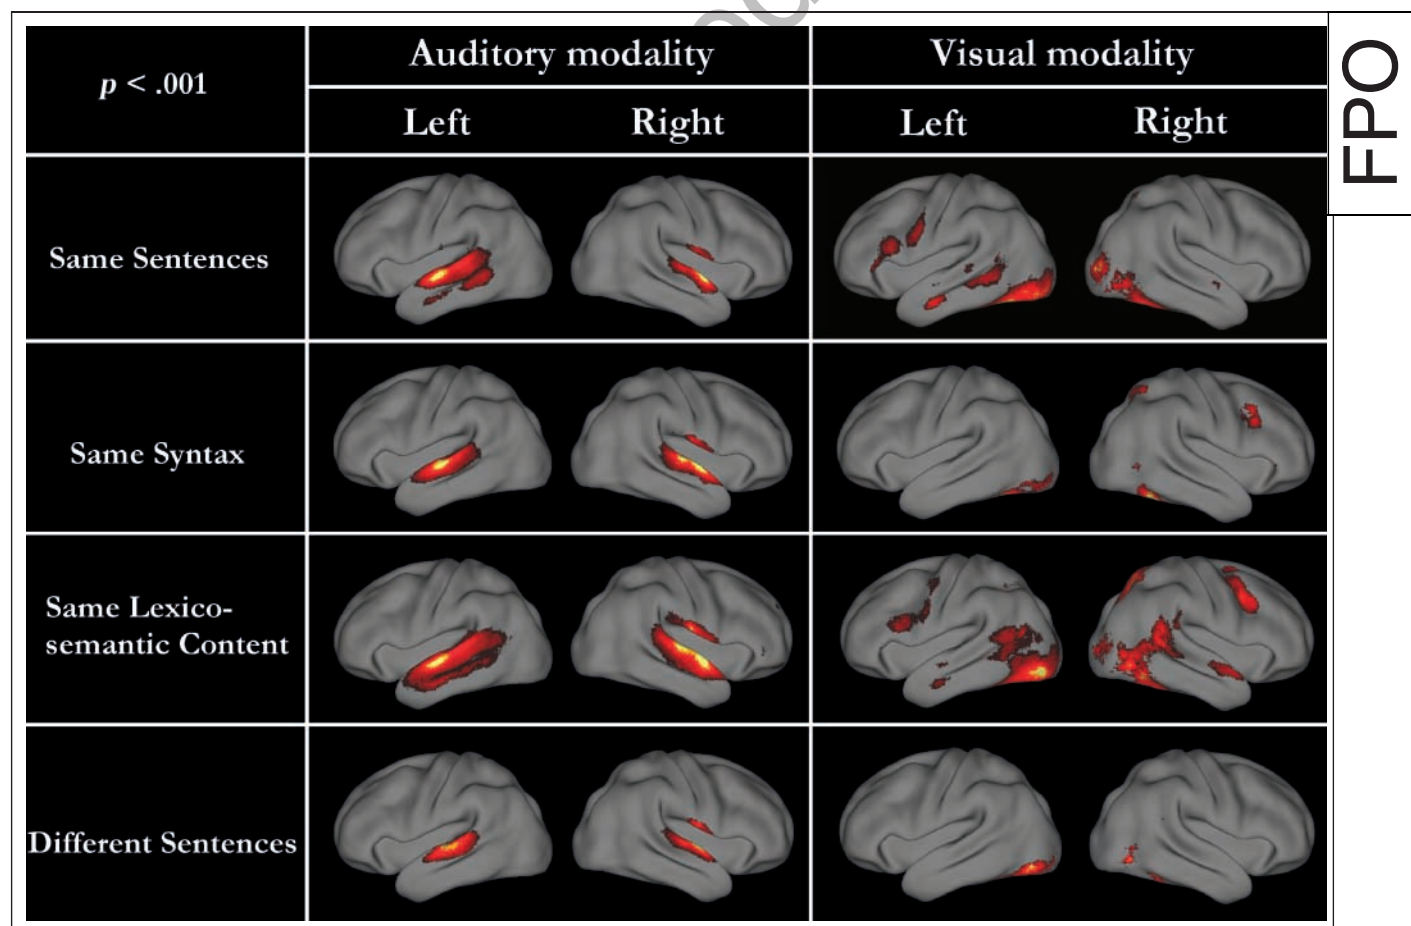 p < .001
Auditory modality
Visual modality
Left
Right
Left
Right
FPO
Same Sentences
Same Syntax
Same Lexico-
semantic Content
Different Sentences